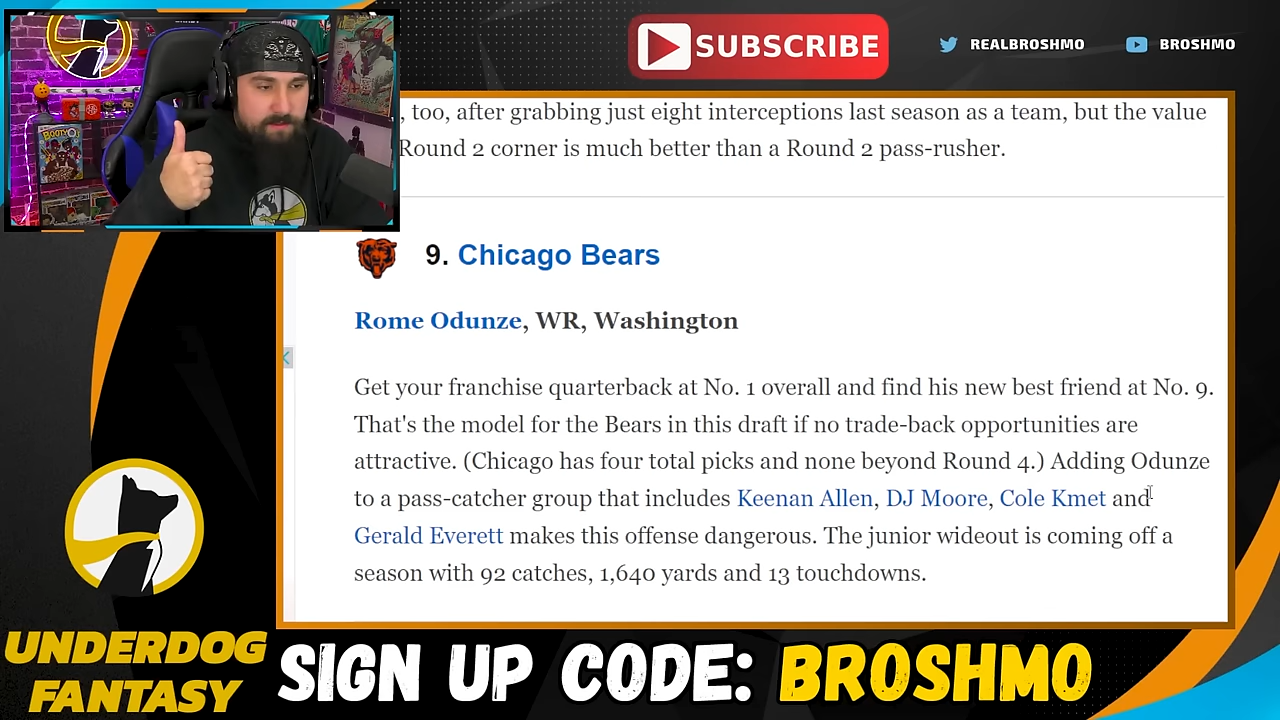 SUBSCRIBE
REALBROSHMO
BROSHMO
BOOTY O'S
, too, after grabbing just eight interceptions last season as a team, but the value
Round 2 corner is much better than a Round 2 pass-rusher.
9. Chicago Bears
Rome Odunze, WR, Washington
Get your franchise quarterback at No. 1 overall and find his new best friend at No. 9.
That's the model for the Bears in this draft if no trade-back opportunities are
attractive. (Chicago has four total picks and none beyond Round 4.) Adding Odunze
to a pass-catcher group that includes Keenan Allen, DJ Moore, Cole Kmet and
Gerald Everett makes this offense dangerous. The junior wideout is coming off a
season with 92 catches, 1,640 yards and 13 touchdowns.
UNDERDOG
FANTASY
SIGN UP CODE: BROSHMO